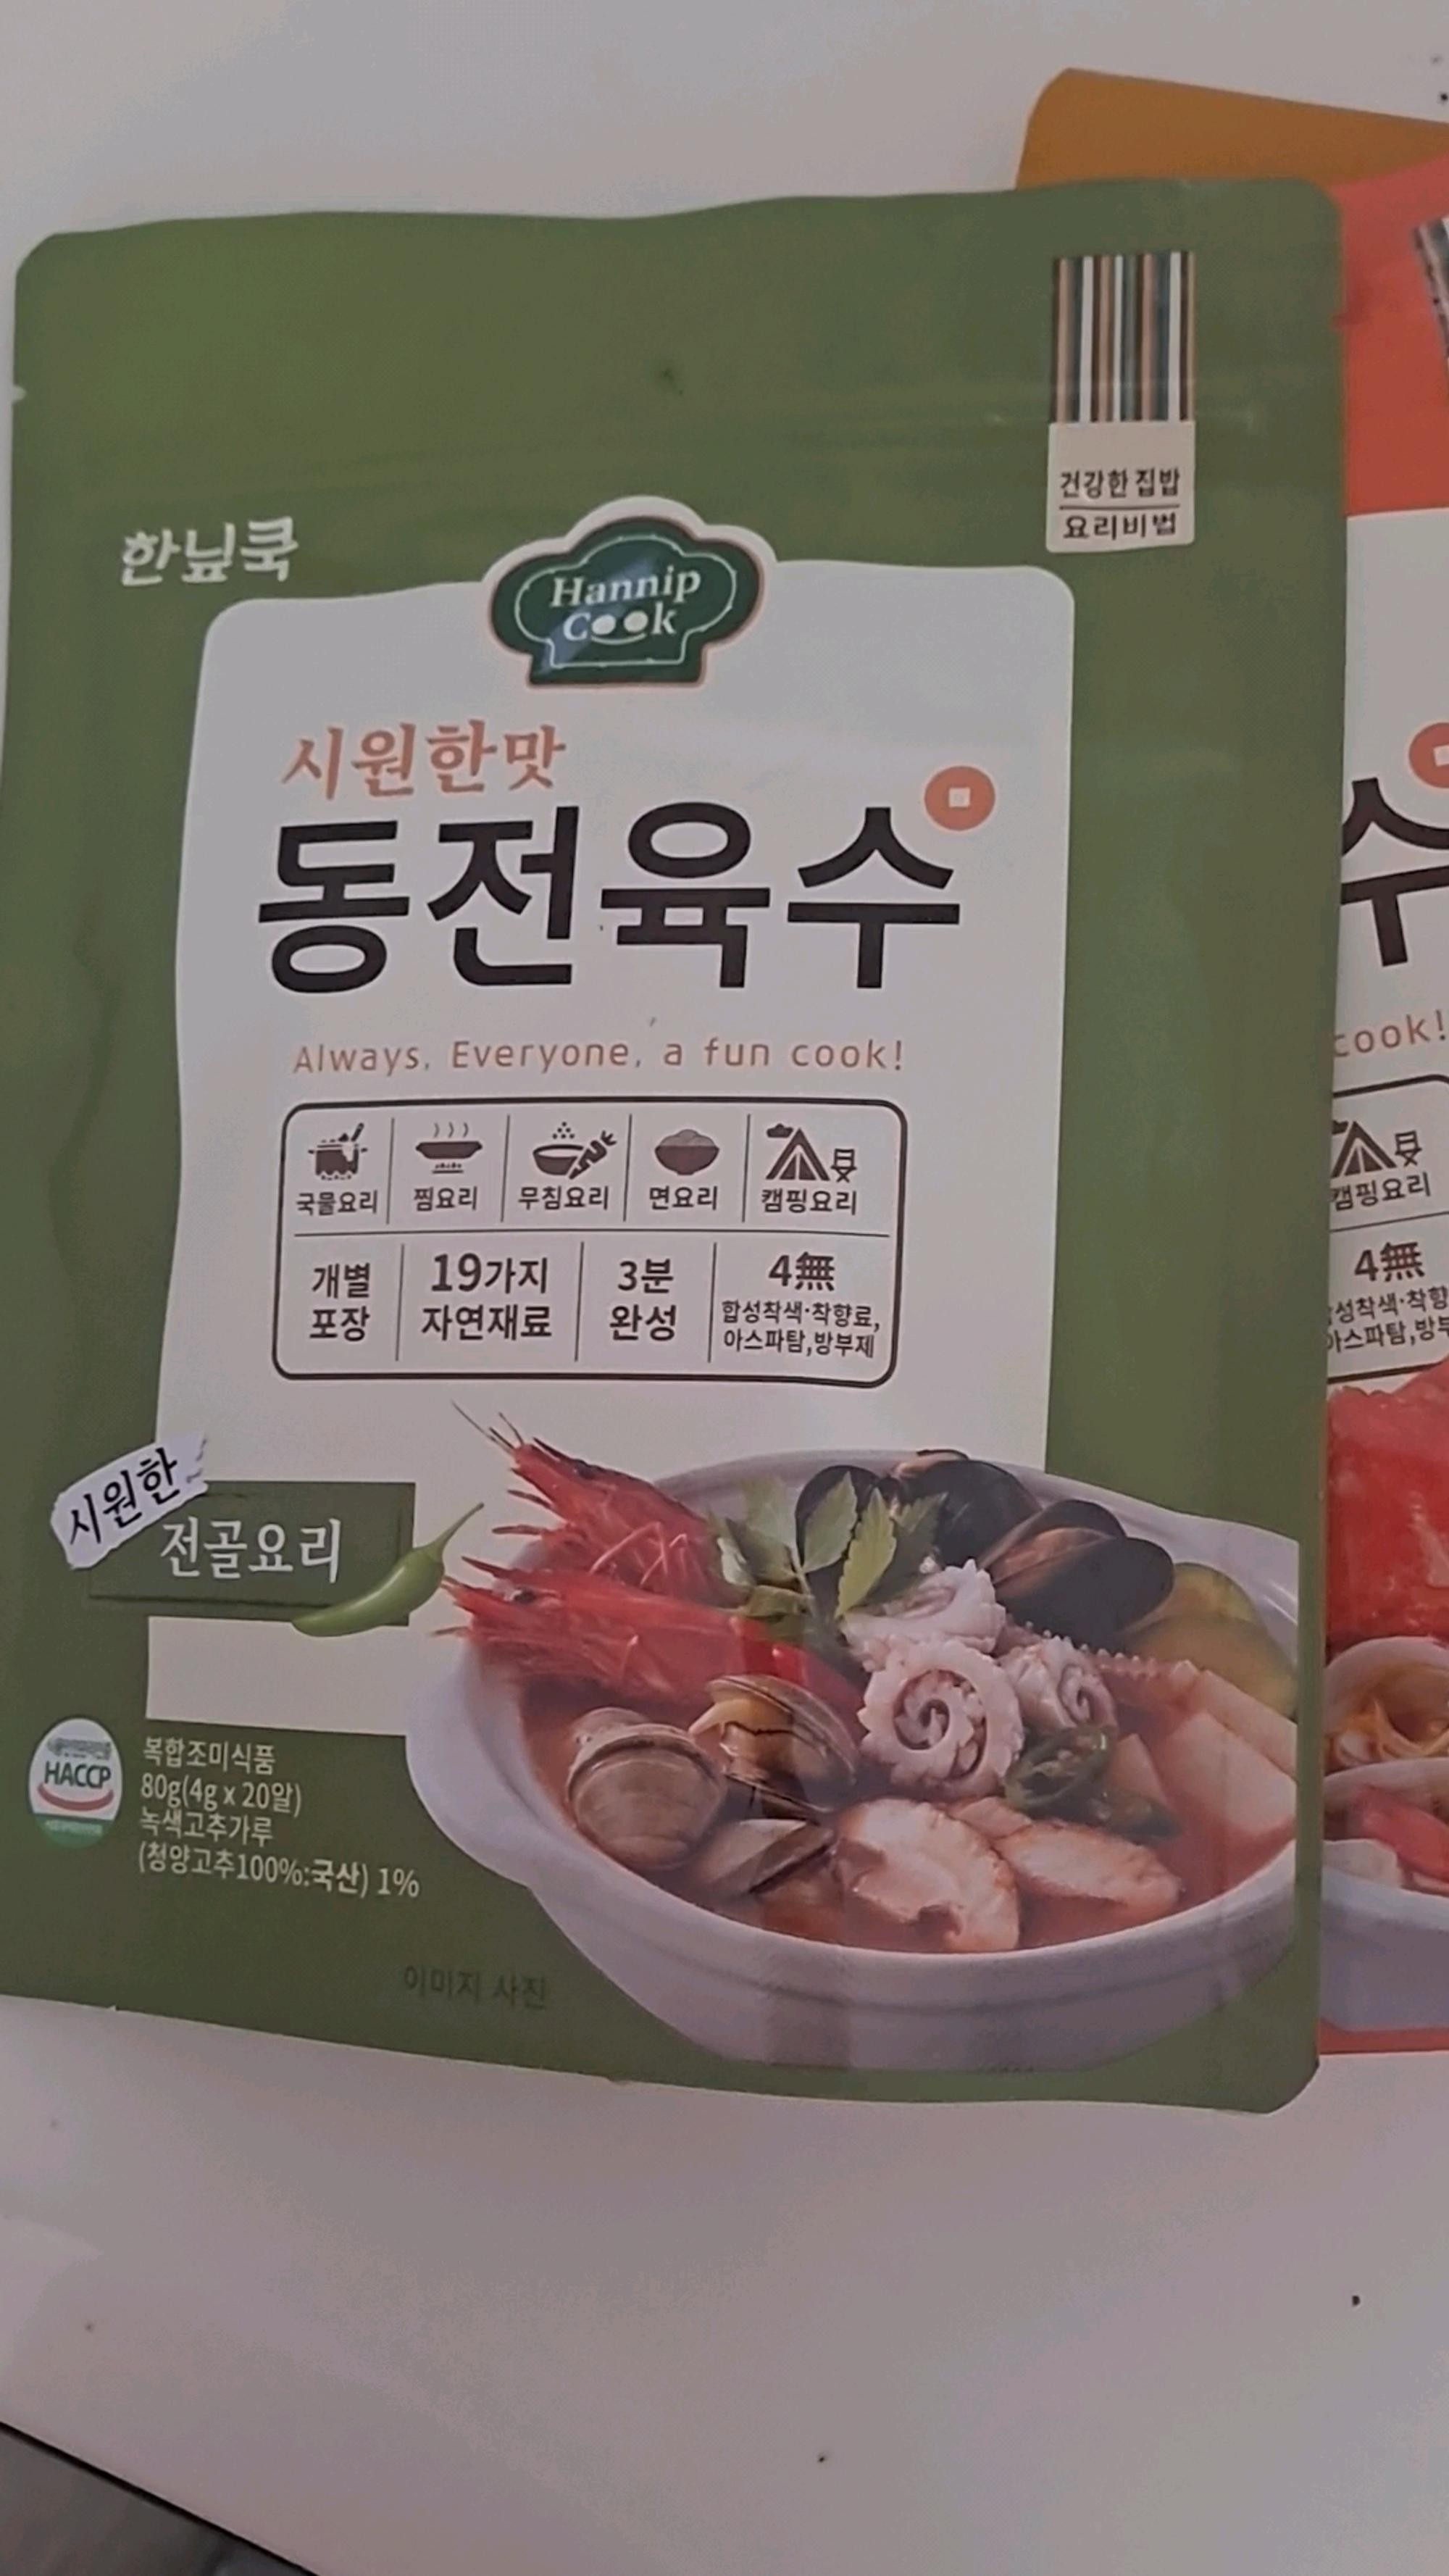 건강한 집밥
요리비법
한닢쿡
Hannip
Cook
시원한맛
동전육수
Always, Everyone, a fun cook!
국물요리 찜요리 무침요리 면요리 캠핑요리
개별
포장
19가지
자연재료
3분
완성
4無
합성착색·착향료,
아스파탐,방부제
시원한
전골요리
HACCP
복합조미식품
80g(4g x 20알)
녹색고추가루
(청양고추100%:국산) 1%
이미지 사진
수
cook!
캠핑요리
4無
성착색·착향
아스파탐,방부